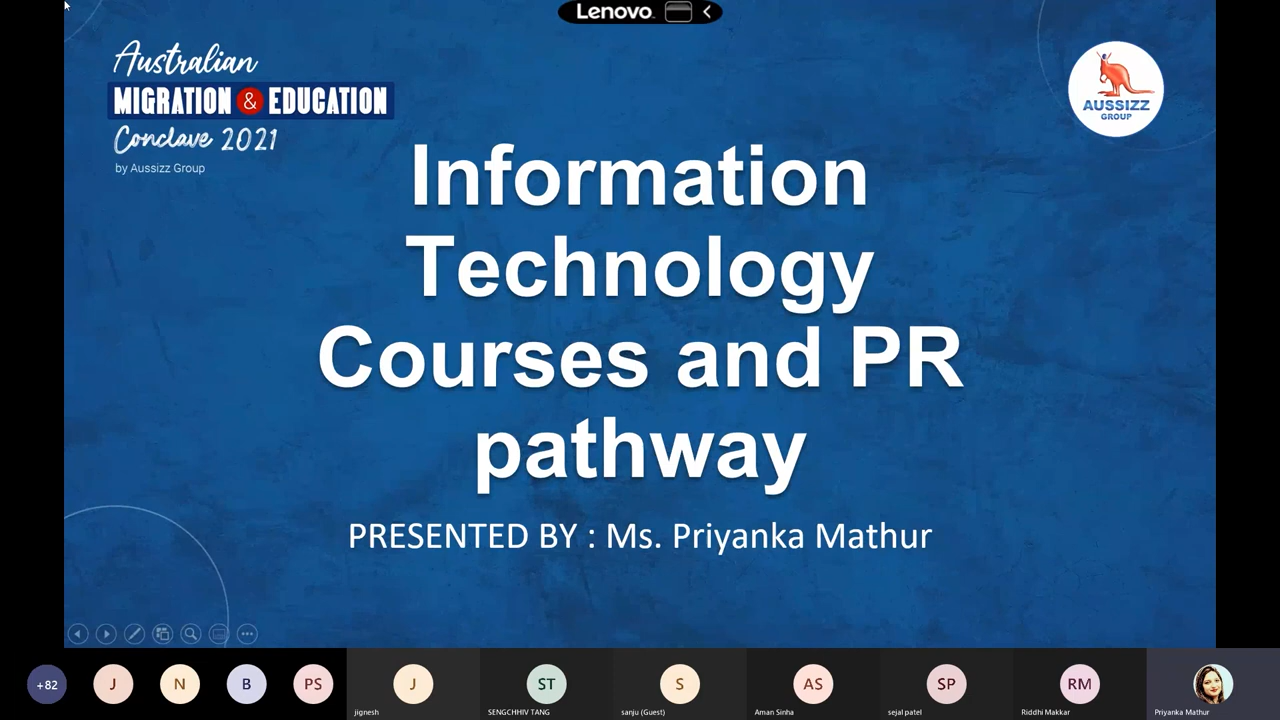 Lenovo
Australian
MIGRATION & EDUCATION
Conclave 2021
by Aussizz Group
AUSSIZZ
GROUP
Information
Technology
Courses and PR
pathway
PRESENTED BY : Ms. Priyanka Mathur
+82
J
N
B
PS
J
ST
S
AS
SP
RM
jignesh
SENGCHHIV TANG
sanju (Guest)
Aman Sinha
sejal patel
Riddhi Makkar
Priyanka Mathur